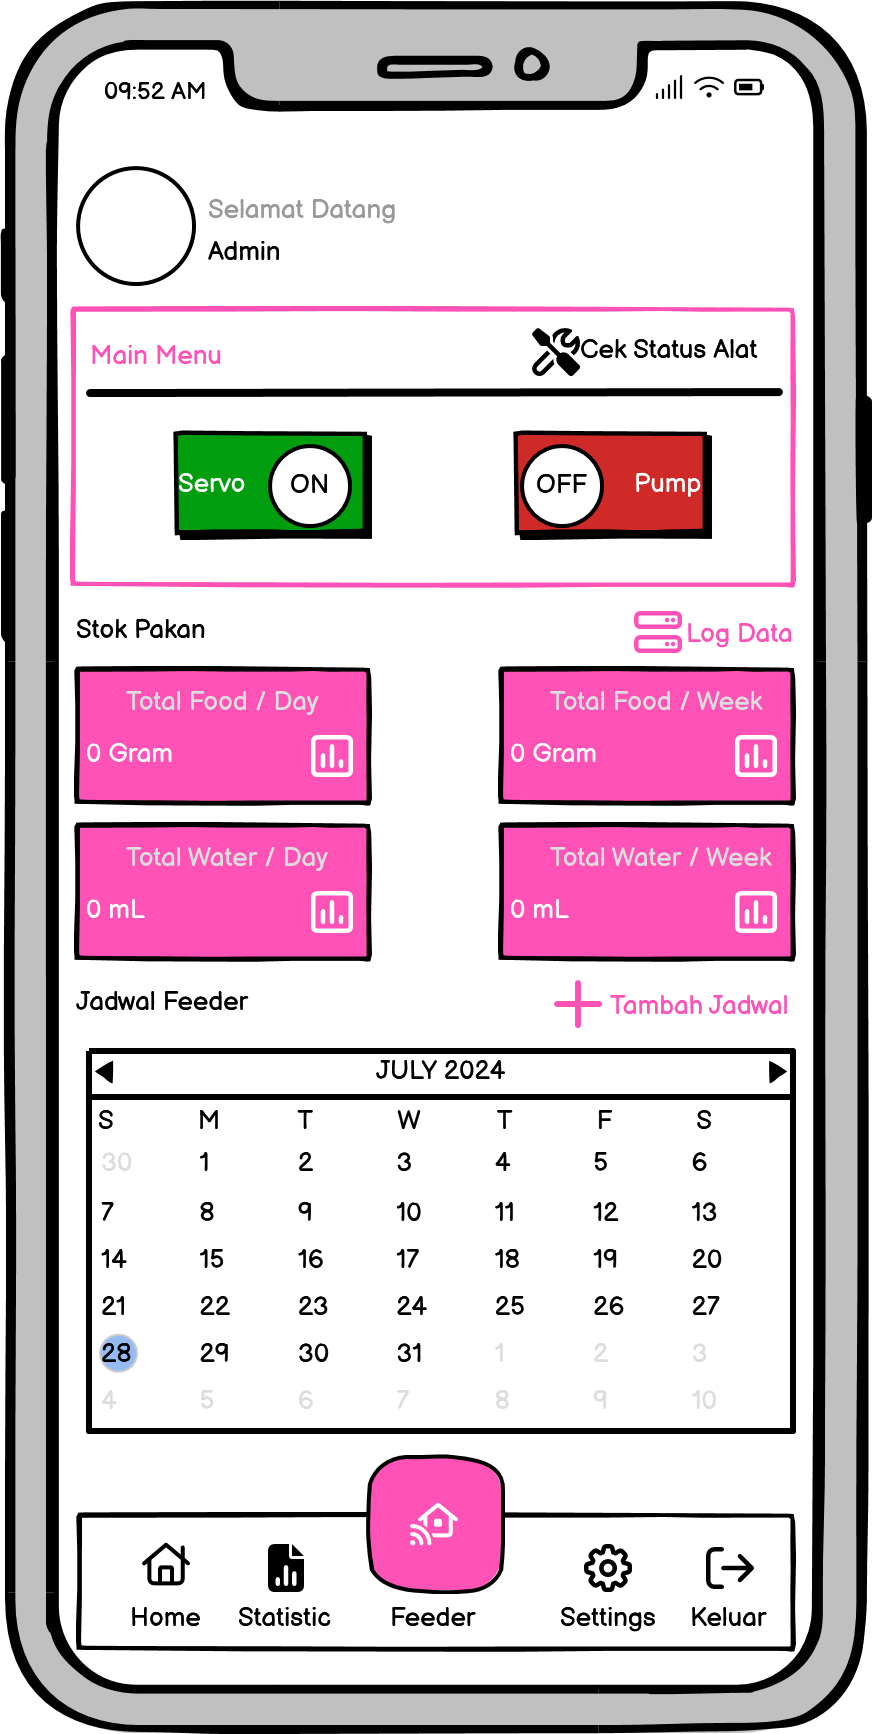 09:52 AM
Selamat Datang
Admin
Main Menu
Cek Status Alat
Servo ON
OFF Pump
Stok Pakan
Log Data
Total Food / Day
0 Gram
Total Food / Week
0 Gram
Total Water / Day
0 mL
Total Water / Week
0 mL
Jadwal Feeder
Tambah Jadwal
JULY 2024
S M T W T F S
30 1 2 3 4 5 6
7 8 9 10 11 12 13
14 15 16 17 18 19 20
21 22 23 24 25 26 27
28 29 30 31 1 2 3
4 5 6 7 8 9 10
Home Statistic Feeder Settings Keluar